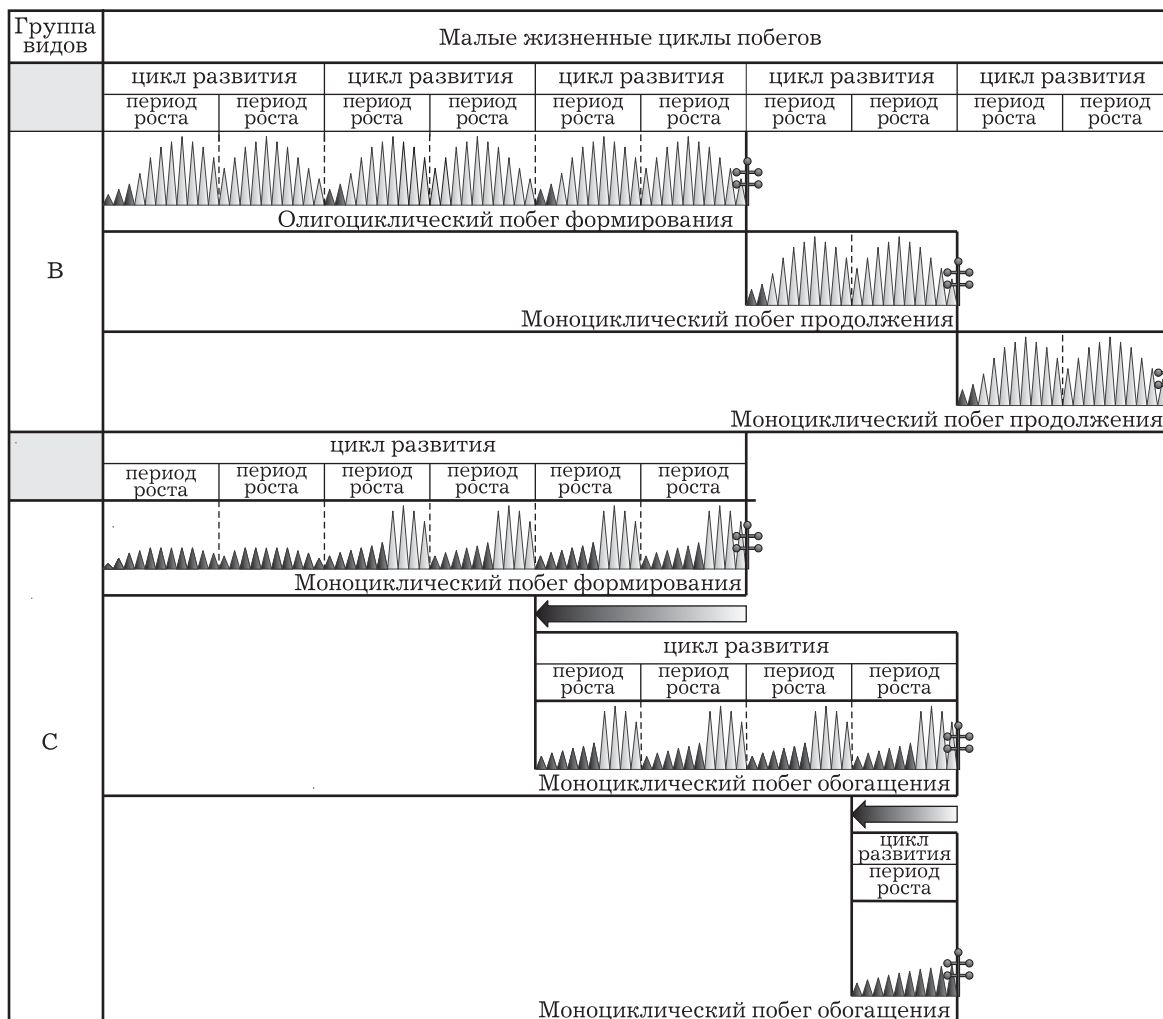 Группа
видов
Малые жизненные циклы побегов
цикл развития цикл развития цикл развития цикл развития цикл развития
период период период период период период период период период период
роста роста роста роста роста роста роста роста роста роста
B
Олигоциклический побег формирования
Моноциклический побег продолжения
Моноциклический побег продолжения
цикл развития
период период период период период период
роста роста роста роста роста роста
C
Моноциклический побег формирования
цикл развития
период период период период
роста роста роста роста
Моноциклический побег обогащения
цикл
развития
период
роста
Моноциклический побег обогащения